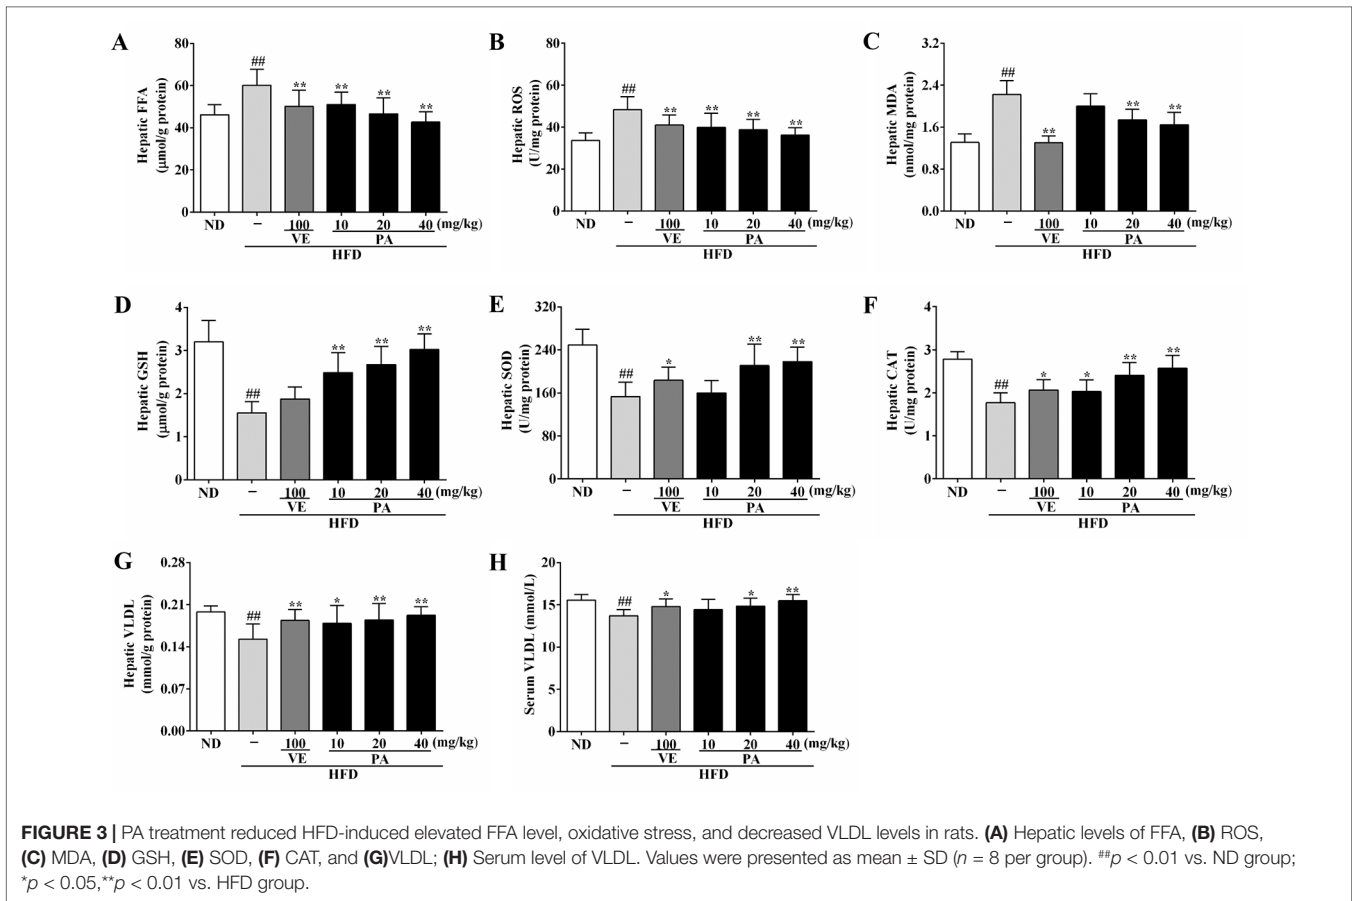 A
80
60
40
20
0
Hepatic FFA
(μmol/g protein)
##
**
**
**
**
ND
–
100
10
20
40
(mg/kg)
VE
PA
HFD
B
80
60
40
20
0
Hepatic ROS
(U/mg protein)
##
**
**
**
**
ND
–
100
10
20
40
(mg/kg)
VE
PA
HFD
C
3.2
2.4
1.6
0.8
0.0
Hepatic MDA
(nmol/mg protein)
##
**
**
**
ND
–
100
10
20
40
(mg/kg)
VE
PA
HFD
D
4
3
2
1
0
Hepatic GSH
(μmol/g protein)
##
**
**
**
ND
–
100
10
20
40
(mg/kg)
VE
PA
HFD
E
320
240
160
80
0
Hepatic SOD
(U/mg protein)
##
*
**
**
ND
–
100
10
20
40
(mg/kg)
VE
PA
HFD
F
4
3
2
1
0
Hepatic CAT
(U/mg protein)
##
*
*
**
**
ND
–
100
10
20
40
(mg/kg)
VE
PA
HFD
G
0.28
0.21
0.14
0.07
0.00
Hepatic VLDL
(mmol/g protein)
##
**
*
**
**
ND
–
100
10
20
40
(mg/kg)
VE
PA
HFD
H
20
15
10
5
0
Serum VLDL (mmol/L)
##
*
*
**
ND
–
100
10
20
40
(mg/kg)
VE
PA
HFD
FIGURE 3 | PA treatment reduced HFD-induced elevated FFA level, oxidative stress, and decreased VLDL levels in rats. (A) Hepatic levels of FFA, (B) ROS,
(C) MDA, (D) GSH, (E) SOD, (F) CAT, and (G)VLDL; (H) Serum level of VLDL. Values were presented as mean ± SD (n = 8 per group). ##p < 0.01 vs. ND group;
*p < 0.05,**p < 0.01 vs. HFD group.